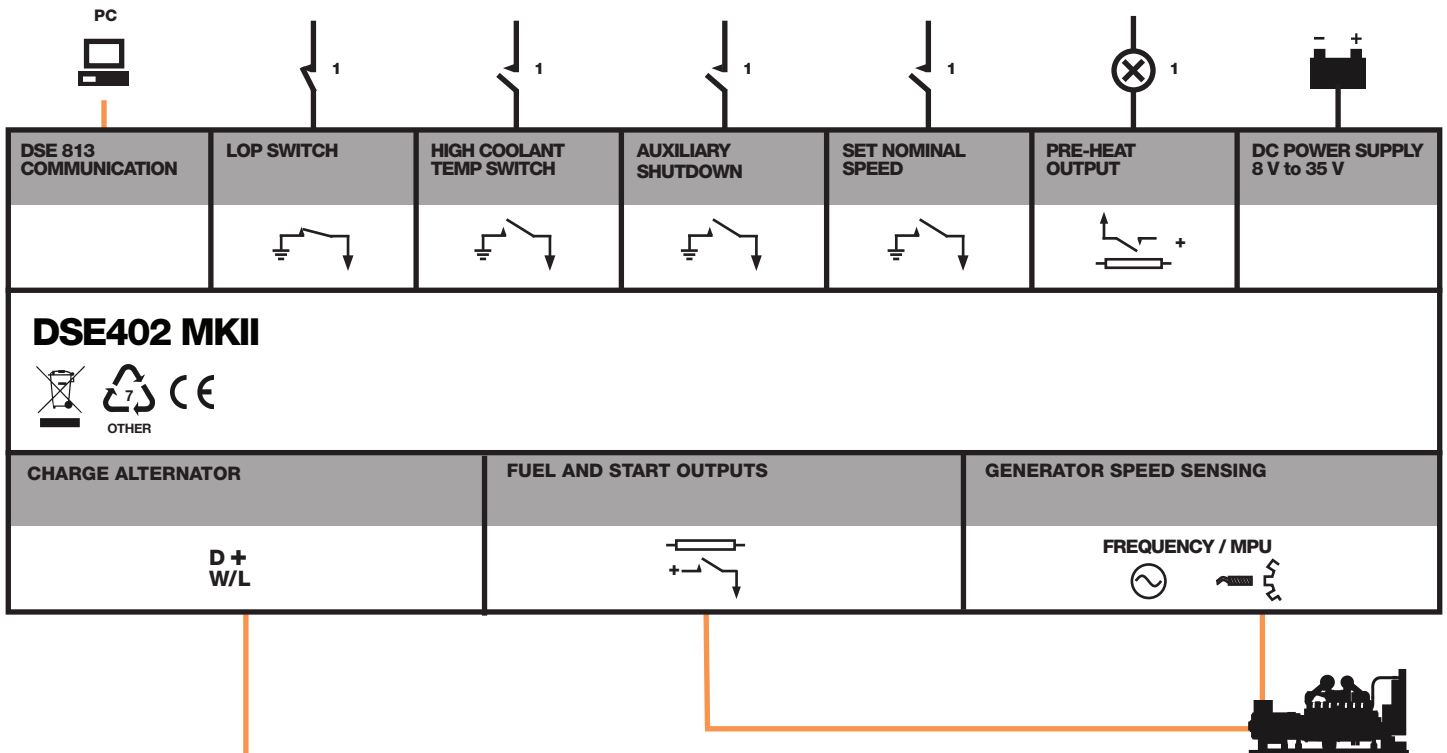 PC
1
1
1
1
1
– +
DSE 813
COMMUNICATION
LOP SWITCH
HIGH COOLANT
TEMP SWITCH
AUXILIARY
SHUTDOWN
SET NOMINAL
SPEED
PRE-HEAT
OUTPUT
DC POWER SUPPLY
8 V to 35 V
+
DSE402 MKII
7
CE
OTHER
CHARGE ALTERNATOR
FUEL AND START OUTPUTS
GENERATOR SPEED SENSING
D +
W/L
+
FREQUENCY / MPU